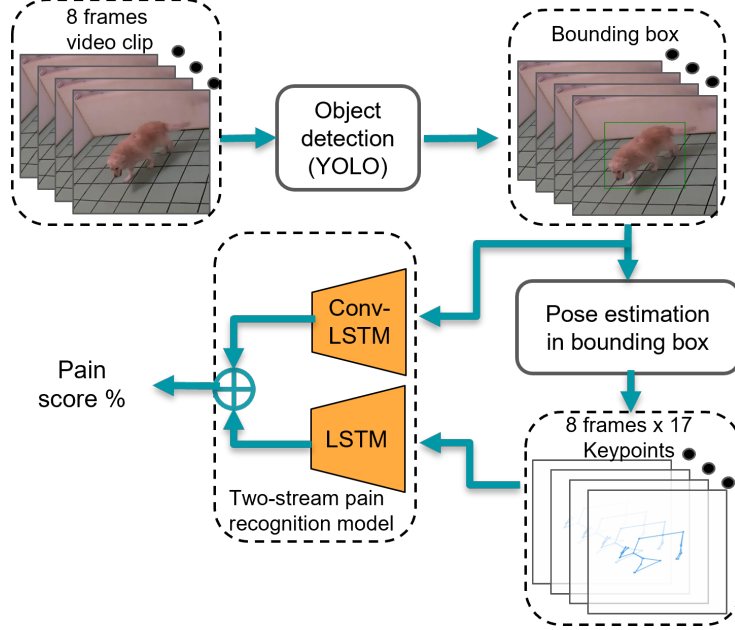 8 frames
video clip
Object
detection
(YOLO)
Bounding box
Pose estimation
in bounding box
8 frames x 17
Keypoints
Conv-
LSTM
LSTM
Two-stream pain
recognition model
Pain
score %